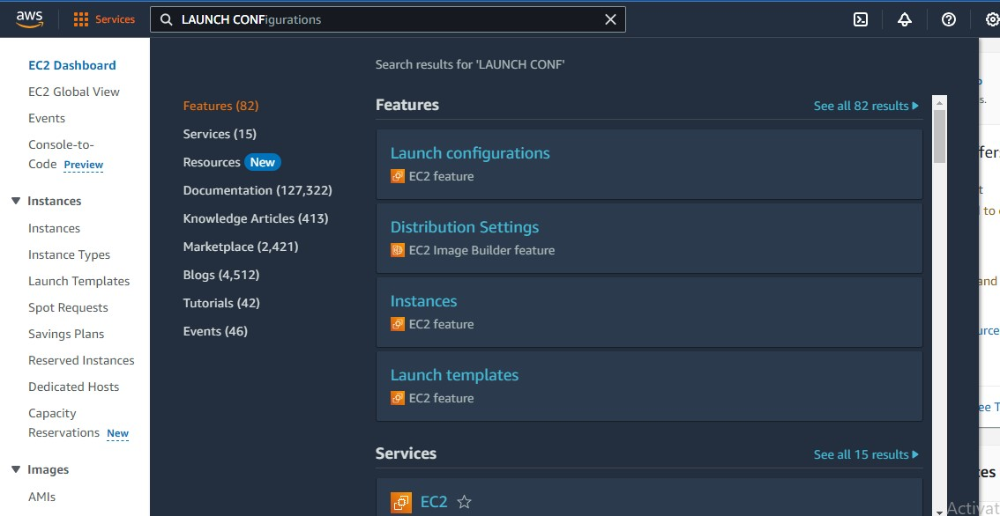 aws
Services
LAUNCH CONFigurations
EC2 Dashboard
EC2 Global View
Events
Console-to-
Code Preview
Instances
Instances
Instance Types
Launch Templates
Spot Requests
Savings Plans
Reserved Instances
Dedicated Hosts
Capacity
Reservations New
Images
AMIs
Search results for 'LAUNCH CONF'
Features (82)
Services (15)
Resources New
Documentation (127,322)
Knowledge Articles (413)
Marketplace (2,421)
Blogs (4,512)
Tutorials (42)
Events (46)
Features
See all 82 results
Launch configurations
EC2 feature
Distribution Settings
EC2 Image Builder feature
Instances
EC2 feature
Launch templates
EC2 feature
Services
See all 15 results
EC2
to
and
Activat